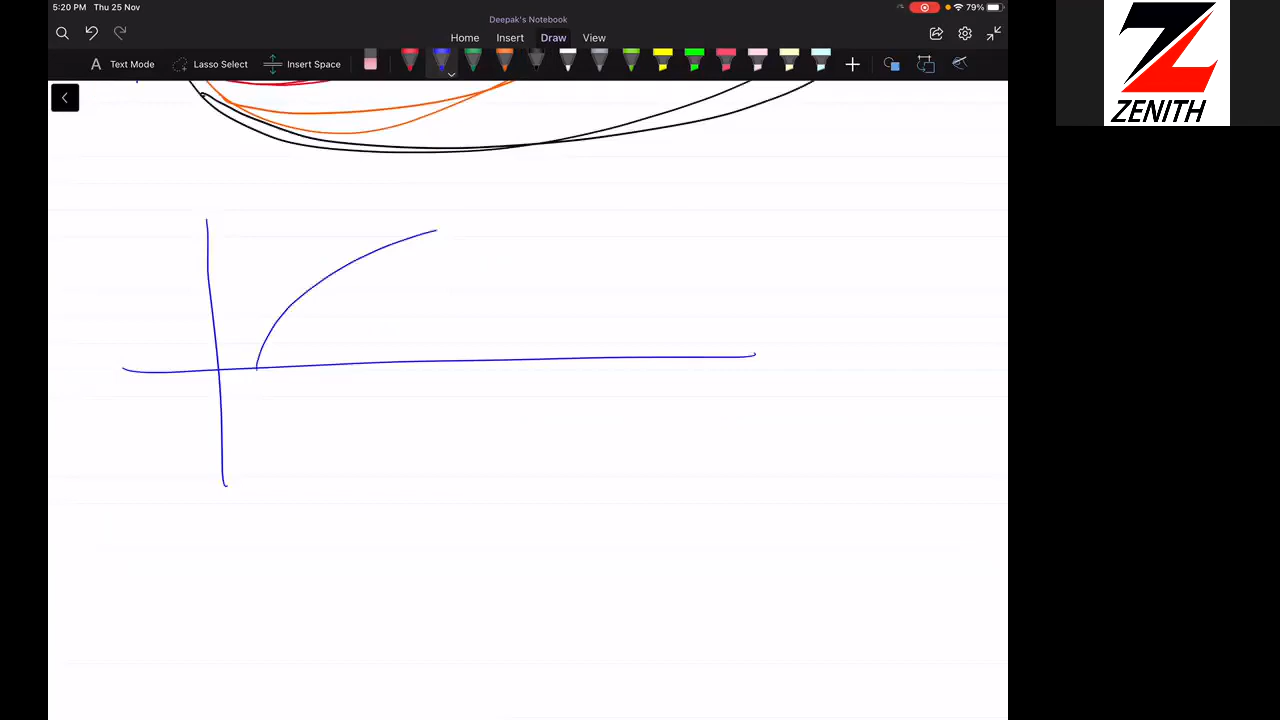 5:20 PM Thu 25 Nov
79%
Deepak's Notebook
Home Insert Draw View
Text Mode Lasso Select Insert Space
ZENITH